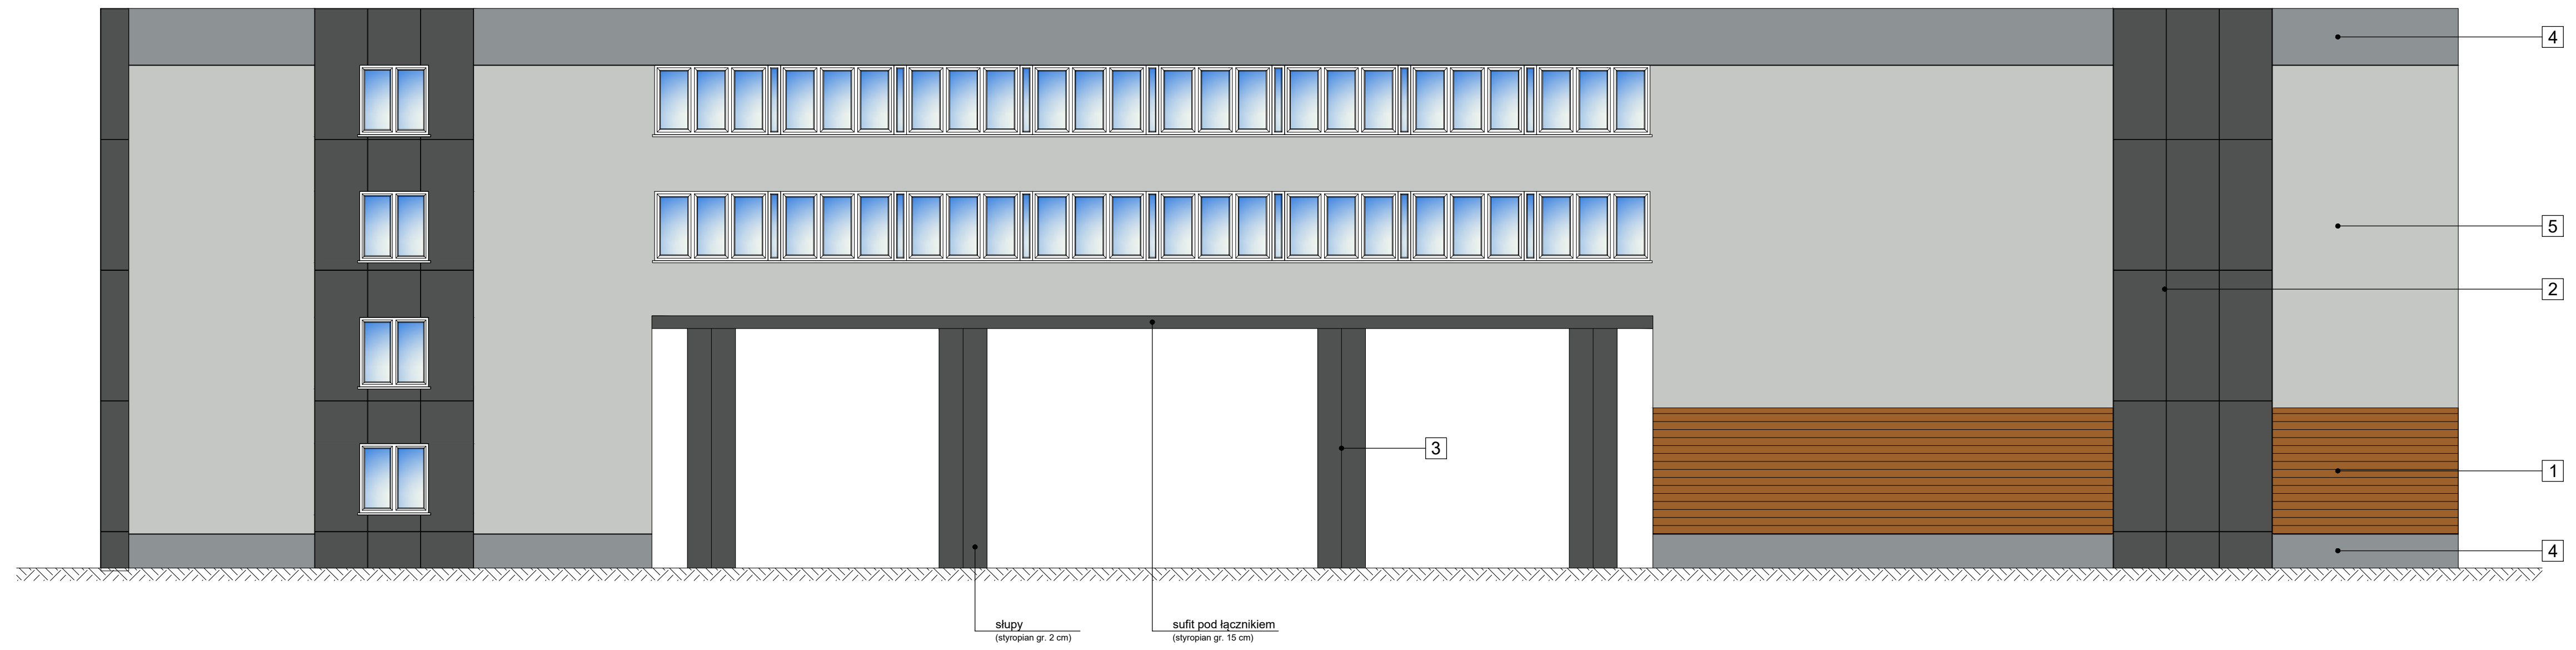 4
5
2
3
1
4
słupy
(styropian gr. 2 cm)
sufit pod łącznikiem
(styropian gr. 15 cm)